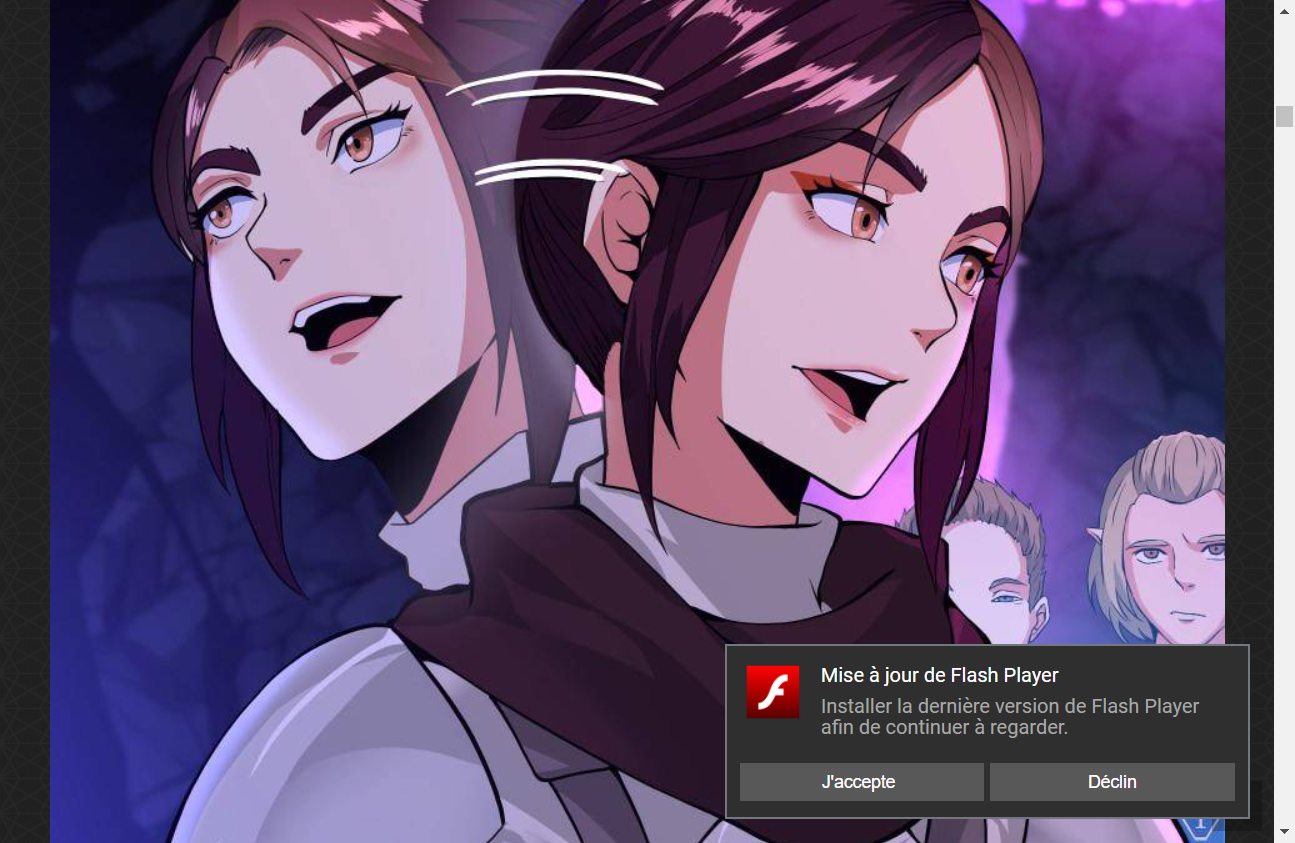 Mise à jour de Flash Player
Installer la dernière version de Flash Player
afin de continuer à regarder.
J'accepte
Déclin